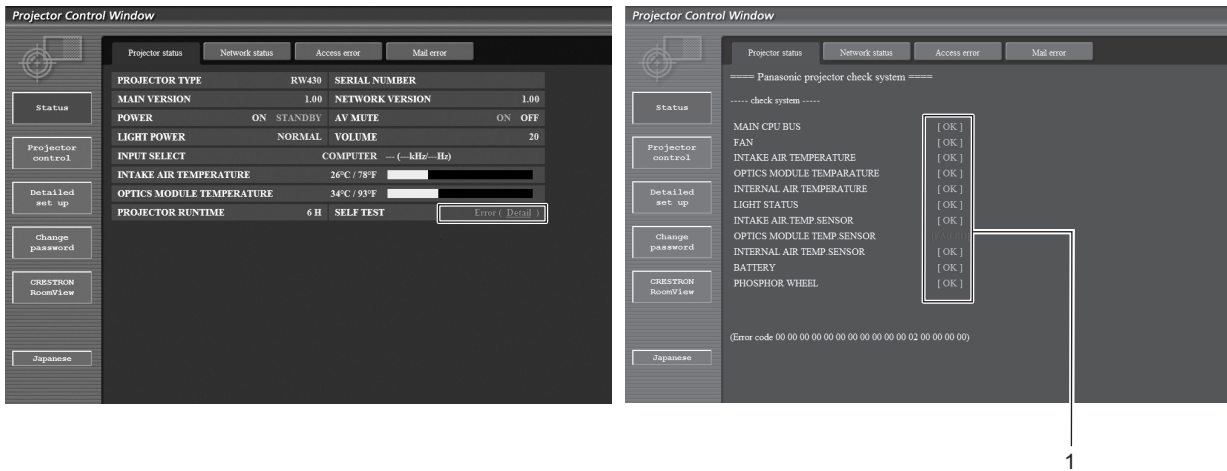 Projector Control Window
Projector status Network status Access error Mail error
PROJECTOR TYPE RW430 SERIAL NUMBER
MAIN VERSION 1.00 NETWORK VERSION 1.00
POWER ON STANDBY AV MUTE ON OFF
LIGHT POWER NORMAL VOLUME 20
INPUT SELECT COMPUTER --- (---kHz/---Hz)
INTAKE AIR TEMPERATURE 26°C / 78°F
OPTICS MODULE TEMPERATURE 34°C / 93°F
PROJECTOR RUNTIME 6 H SELF TEST Error ( Detail )
Status
Projector
control
Detailed
set up
Change
password
CRESTRON
RoomView
Japanese
Projector Control Window
Projector status Network status Access error Mail error
==== Panasonic projector check system ====
----- check system -----
MAIN CPU BUS [ OK ]
FAN [ OK ]
INTAKE AIR TEMPERATURE [ OK ]
OPTICS MODULE TEMPARATURE [ OK ]
INTERNAL AIR TEMPERATURE [ OK ]
LIGHT STATUS [ OK ]
INTAKE AIR.TEMP.SENSOR [ OK ]
OPTICS MODULE TEMP.SENSOR
INTERNAL AIR TEMP.SENSOR [ OK ]
BATTERY [ OK ]
PHOSPHOR WHEEL [ OK ]
(Error code 00 00 00 00 00 00 00 00 00 00 00 02 00 00 00 00)
Status
Projector
control
Detailed
set up
Change
password
CRESTRON
RoomView
Japanese
1